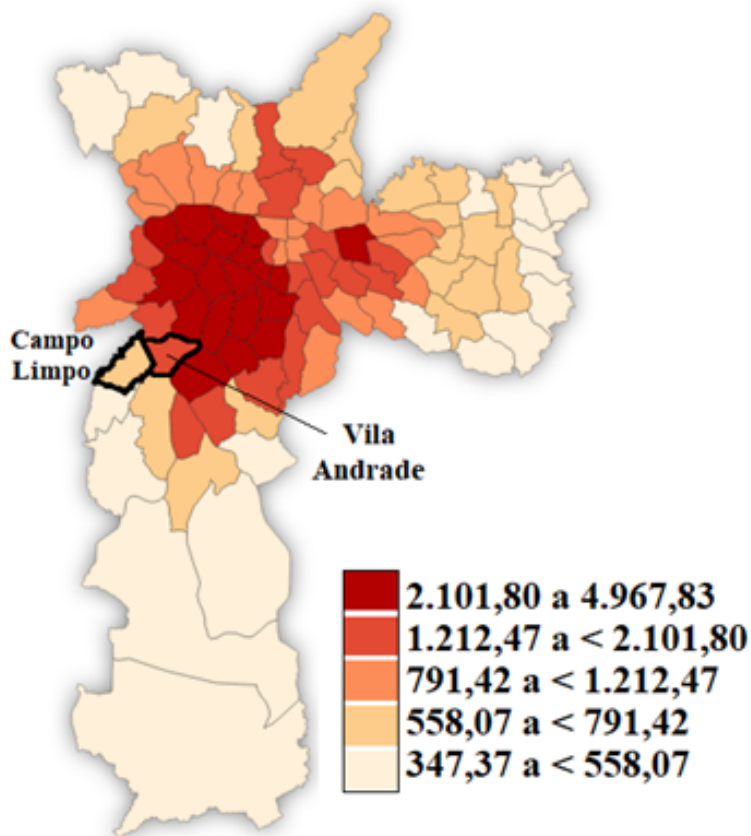 Campo
Limpo
Vila
Andrade
2.101,80 a 4.967,83
1.212,47 a < 2.101,80
791,42 a < 1.212,47
558,07 a < 791,42
347,37 a < 558,07